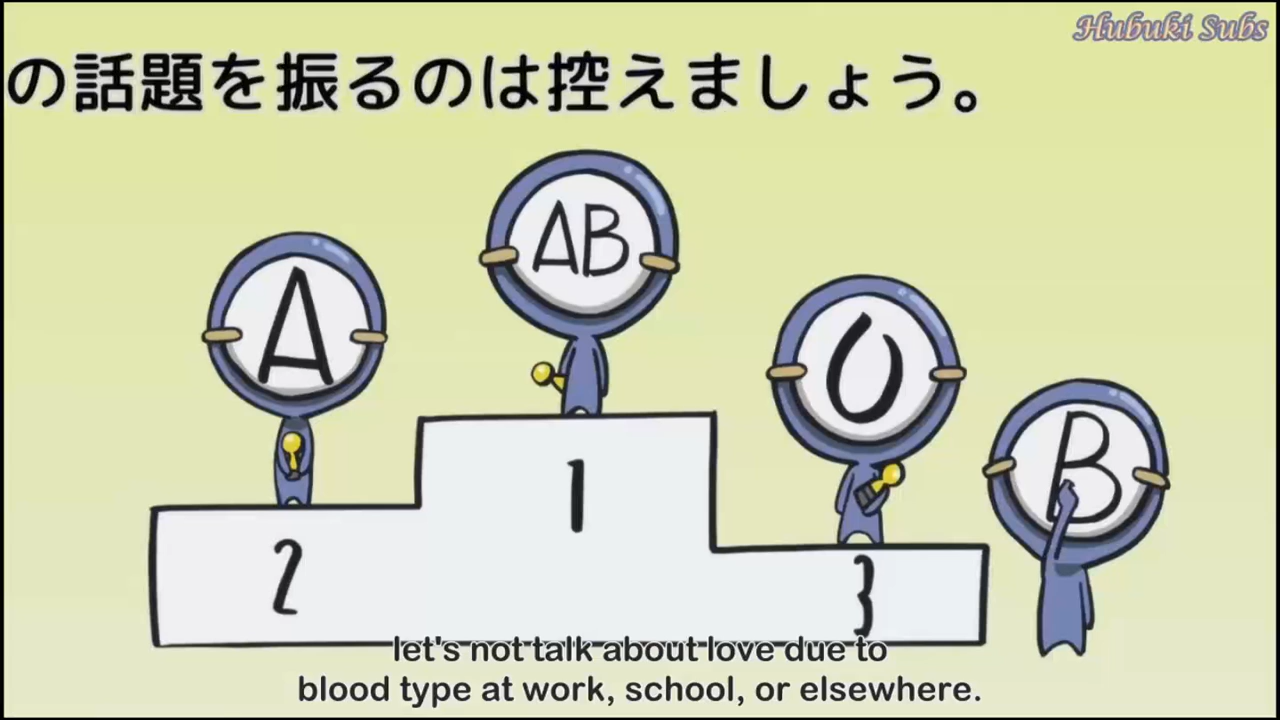 Hubuki Subs
の話題を振るのは控えましょう。
AB
A
O
B
1
2
3
let's not talk about love due to
blood type at work, school, or elsewhere.